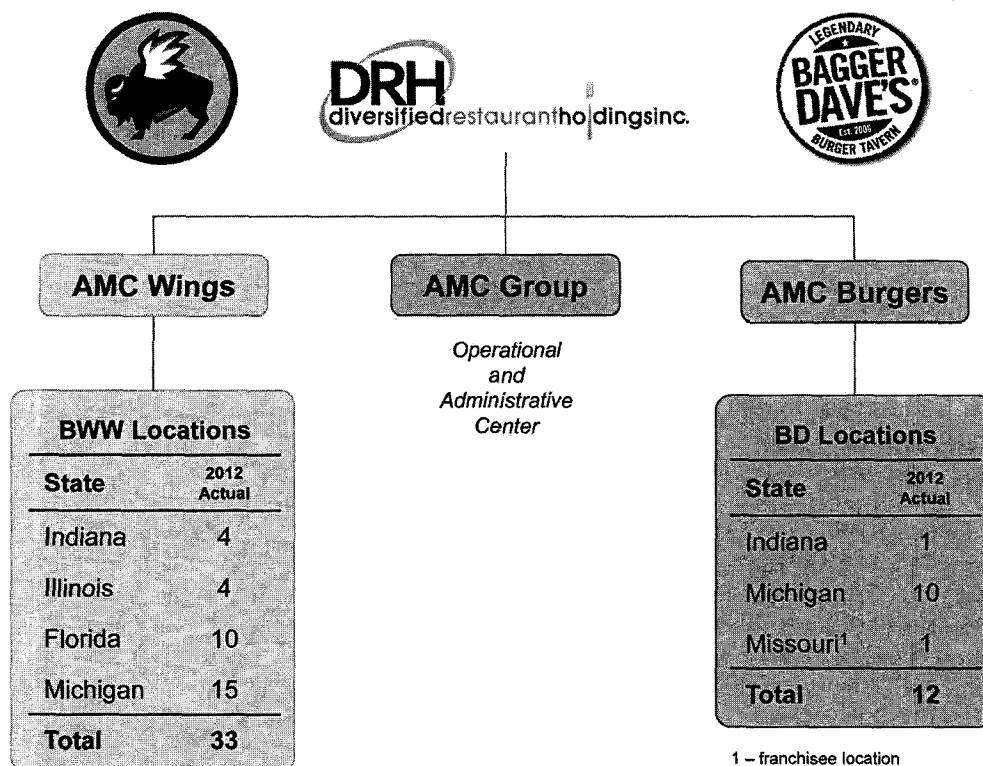 LEGENDARY
BAGGER
DAVE'S®
Est. 2006
BURGER TAVERN
DRH
diversifiedrestaurantholdingsinc.
AMC Wings
AMC Group
AMC Burgers
Operational
and
Administrative
Center
BWW Locations
State 2012 Actual
Indiana 4
Illinois 4
Florida 10
Michigan 15
Total 33
BD Locations
State 2012 Actual
Indiana 1
Michigan 10
Missouri¹ 1
Total 12
1 – franchisee location